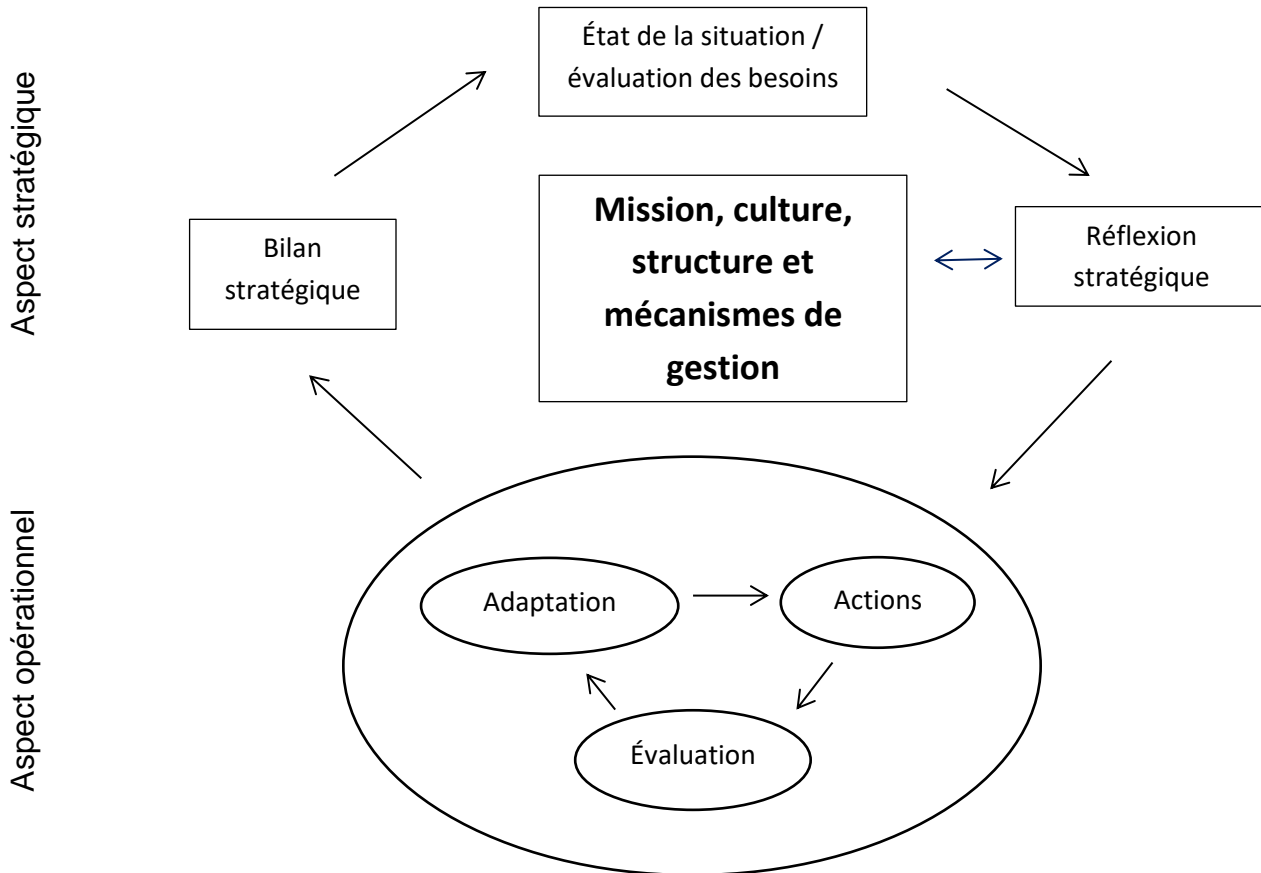 Aspect stratégique
État de la situation /
évaluation des besoins
Mission, culture,
structure et
mécanismes de
gestion
Réflexion
stratégique
Bilan
stratégique
Aspect opérationnel
Adaptation
Actions
Évaluation